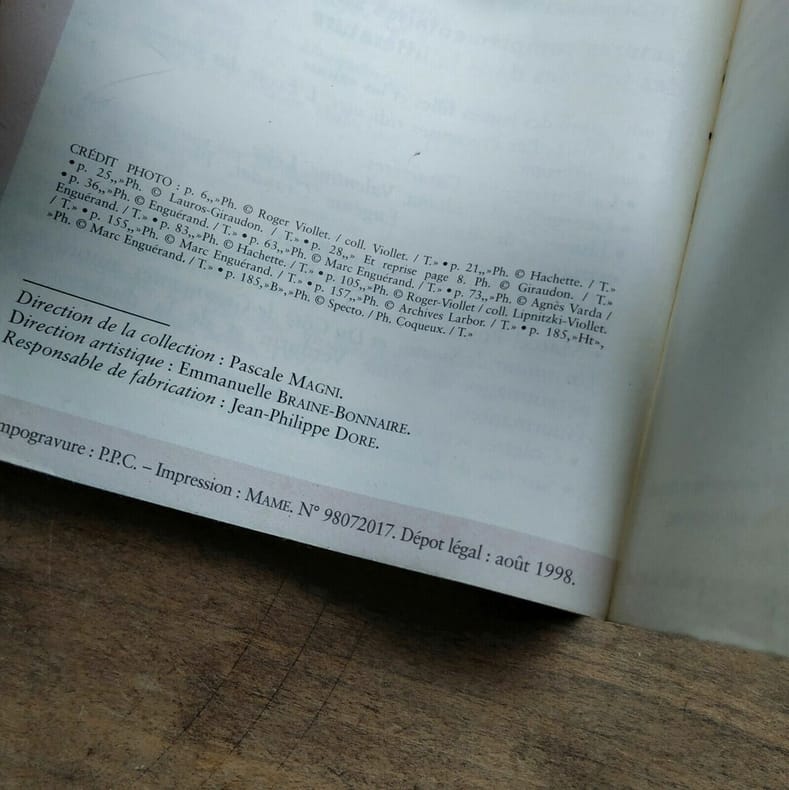 CRÉDIT PHOTO : p. 6,,»Ph. © Roger Viollet. / coll. Viollet. / T.» • p. 21,,»Ph. © Hachette. / T.»
• p. 25,,»Ph. © Lauros-Giraudon. / T.» • p. 28,,» Et reprise page 8. Ph. © Giraudon. / T.»
• p. 36,,»Ph. © Enguérand. / T.» • p. 63,,»Ph. © Marc Enguérand. / T.» • p. 73,,»Ph. © Agnès Varda /
Enguérand. / T.» • p. 83,,»Ph. © Hachette. / T.» • p. 105,,»Ph. © Roger-Viollet / coll. Lipnitzki-Viollet.
/ T.» • p. 155,,»Ph. © Marc Enguérand. / T.» • p. 157,,»Ph. © Archives Larbor. / T.» • p. 185,»Ht»,
»Ph. © Marc Enguérand. / T.» • p. 185,»B»,»Ph. © Specto. / Ph. Coqueux. / T.»
Direction de la collection : Pascale MAGNI.
Direction artistique : Emmanuelle BRAINE-BONNAIRE.
Responsable de fabrication : Jean-Philippe DORE.
mpogravure : P.P.C. – Impression : MAME. N° 98072017. Dépot légal : août 1998.